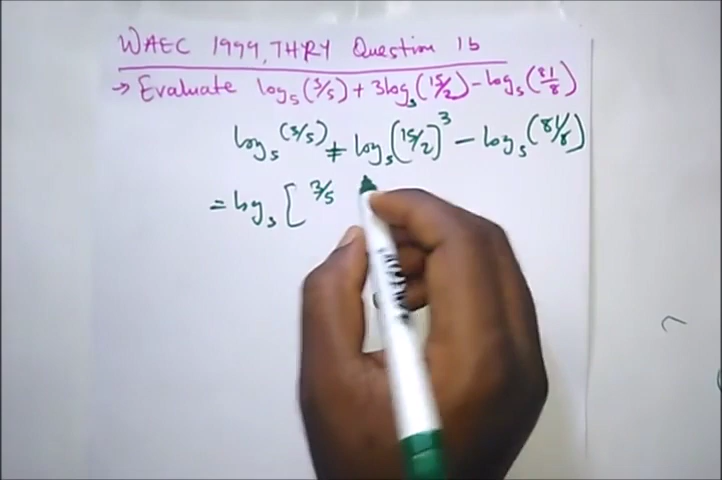 WAEC 1999, THRY Question 1b
→ Evaluate log₅(3/5) + 3log₅(15/2) − log₅(81/8)
log₅(3/5) + log₅(15/2)³ − log₅(81/8)
= log₅ [ 3/5